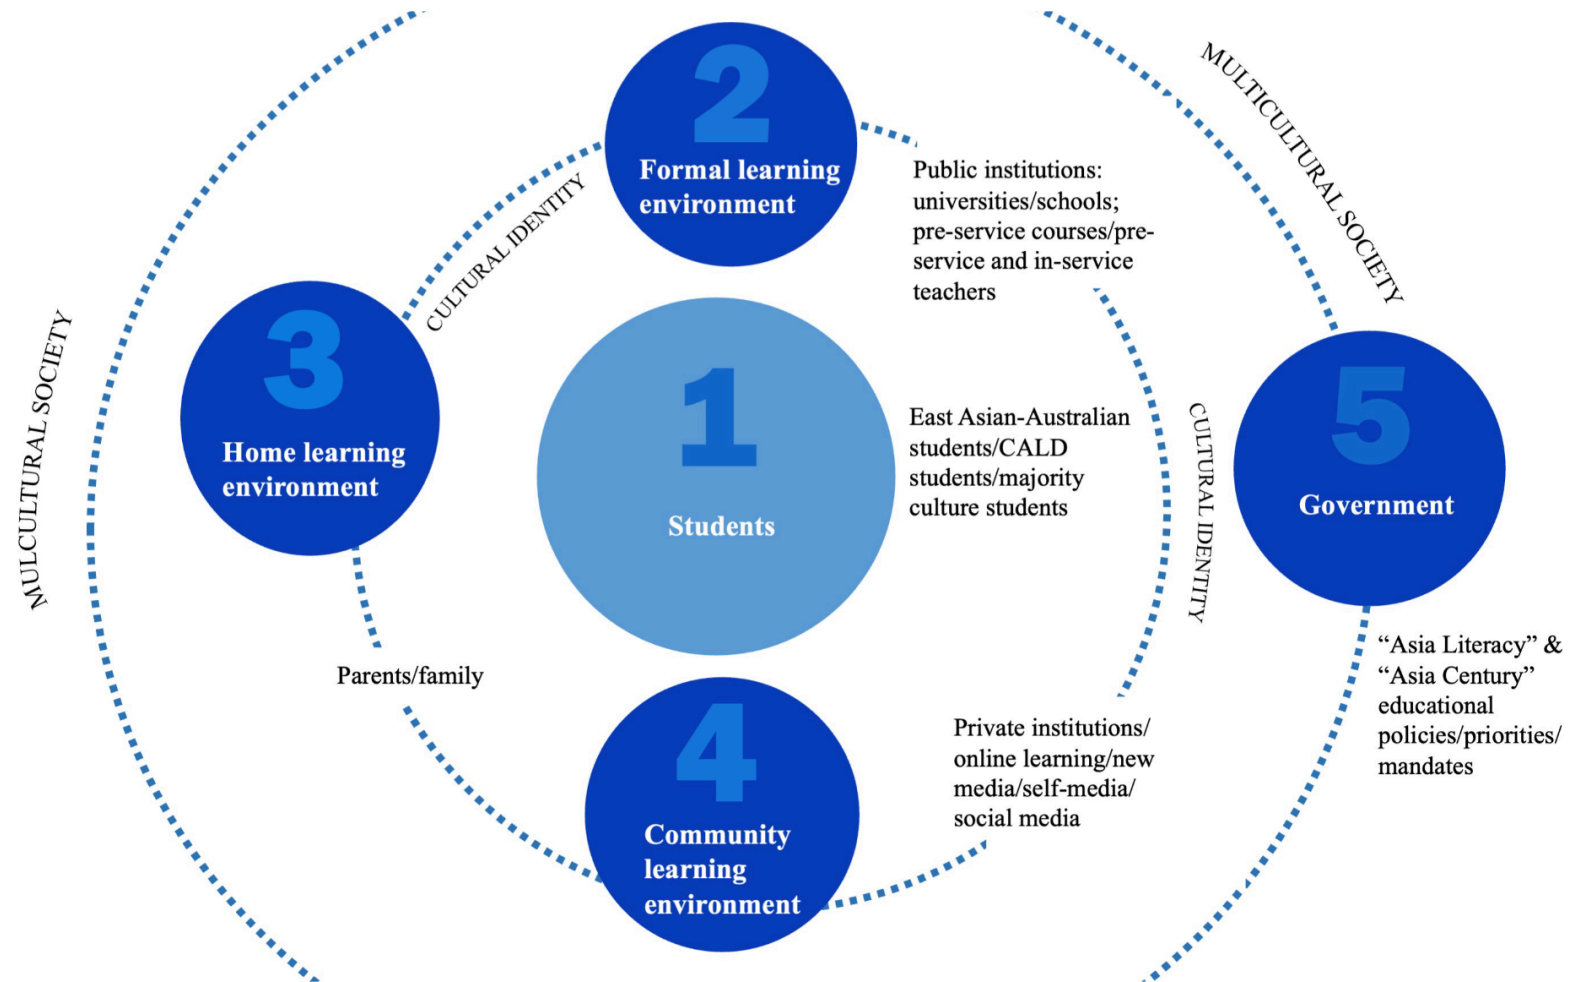 MULTICULTURAL SOCIETY
2
Formal learning
environment
Public institutions:
universities/schools;
pre-service courses/pre-
service and in-service
teachers
CULTURAL IDENTITY
3
Home learning
environment
Parents/family
MULCULTURAL SOCIETY
1
Students
East Asian-Australian
students/CALD
students/majority
culture students
CULTURAL IDENTITY
5
Government
“Asia Literacy” &
“Asia Century”
educational
policies/priorities/
mandates
4
Community
learning
environment
Private institutions/
online learning/new
media/self-media/
social media